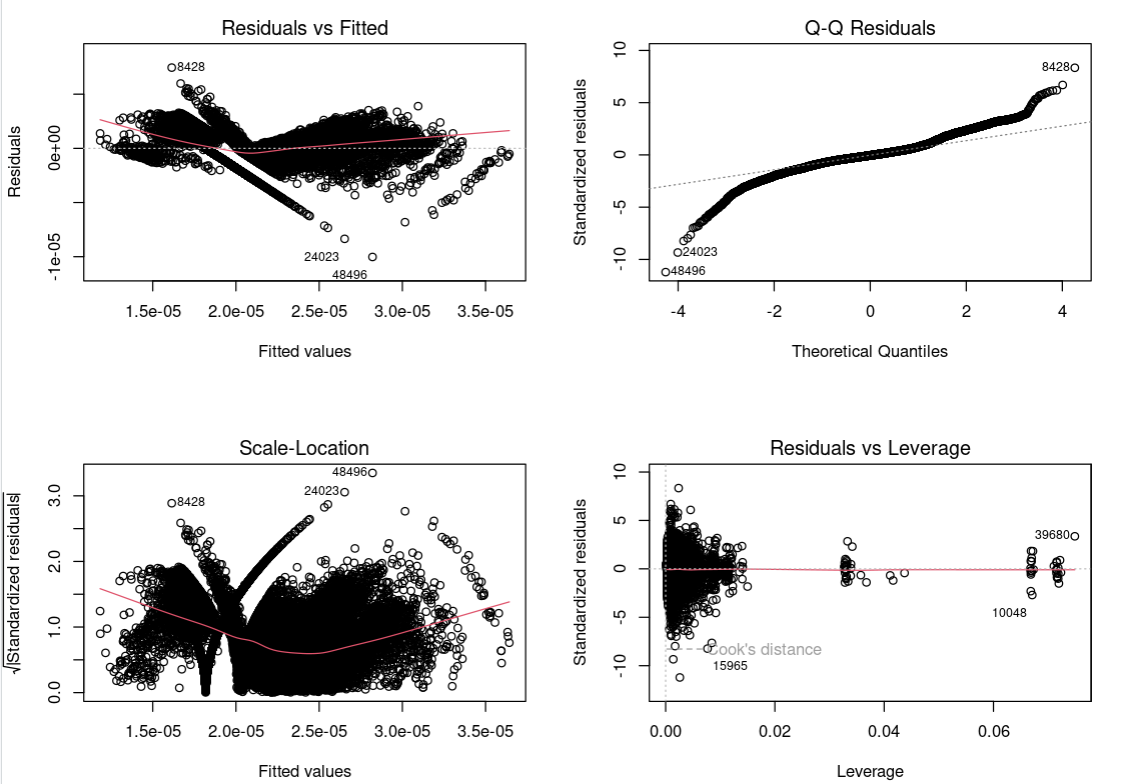 Residuals vs Fitted
Residuals
0e+00
-1e-05
8428
24023
48496
1.5e-05 2.0e-05 2.5e-05 3.0e-05 3.5e-05
Fitted values
Q-Q Residuals
Standardized residuals
10
5
0
-5
-10
8428
24023
48496
-4 -2 0 2 4
Theoretical Quantiles
Scale-Location
√|Standardized residuals|
3.0
2.0
1.0
0.0
48496
24023
8428
1.5e-05 2.0e-05 2.5e-05 3.0e-05 3.5e-05
Fitted values
Residuals vs Leverage
Standardized residuals
10
5
0
-5
-10
39680
10048
Cook's distance
15965
0.00 0.02 0.04 0.06
Leverage